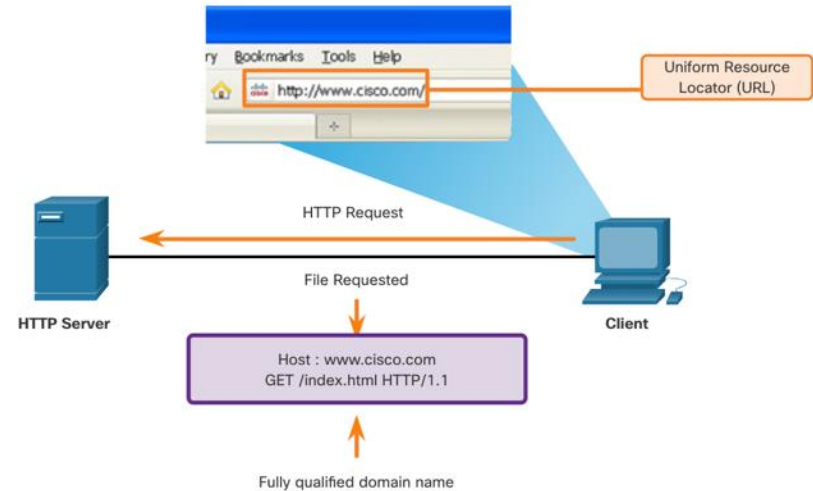 ry Bookmarks Tools Help
http://www.cisco.com/
Uniform Resource
Locator (URL)
HTTP Request
File Requested
HTTP Server
Client
Host : www.cisco.com
GET /index.html HTTP/1.1
Fully qualified domain name